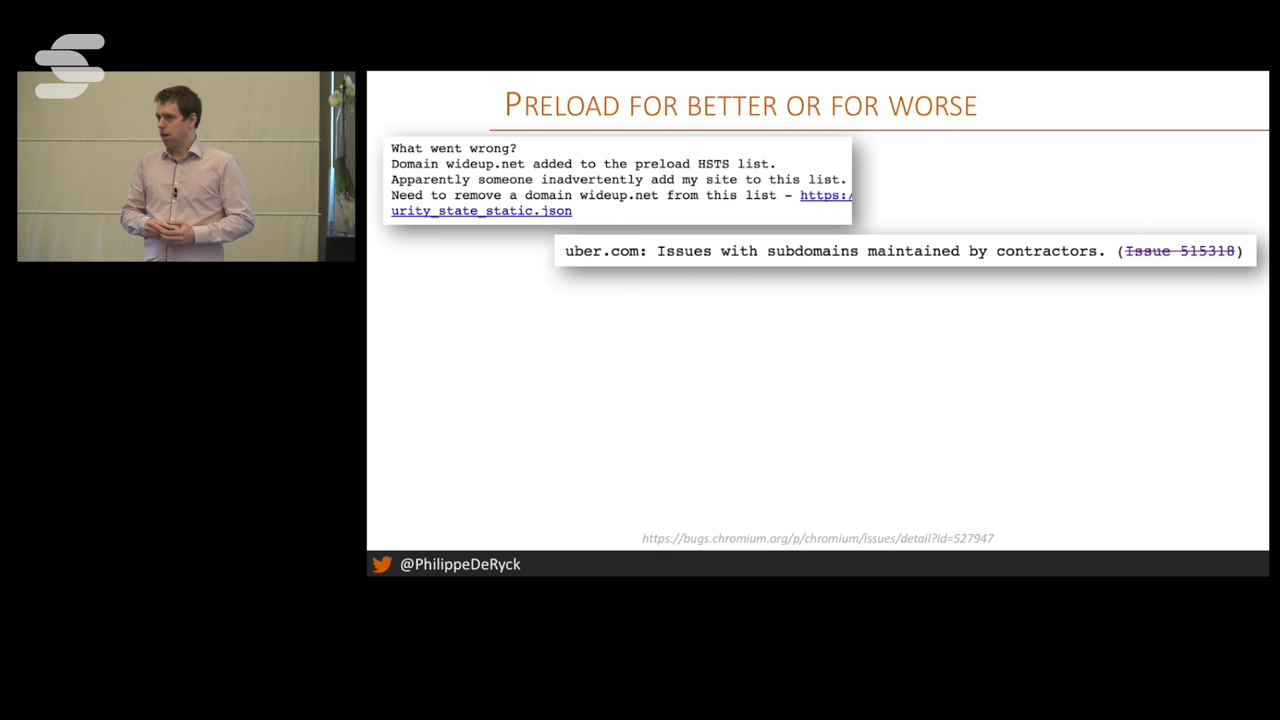 PRELOAD FOR BETTER OR FOR WORSE
What went wrong?
Domain wideup.net added to the preload HSTS list.
Apparently someone inadvertently add my site to this list.
Need to remove a domain wideup.net from this list - https:/
urity_state_static.json
uber.com: Issues with subdomains maintained by contractors. (Issue 515318)
https://bugs.chromium.org/p/chromium/issues/detail?id=527947
@PhilippeDeRyck